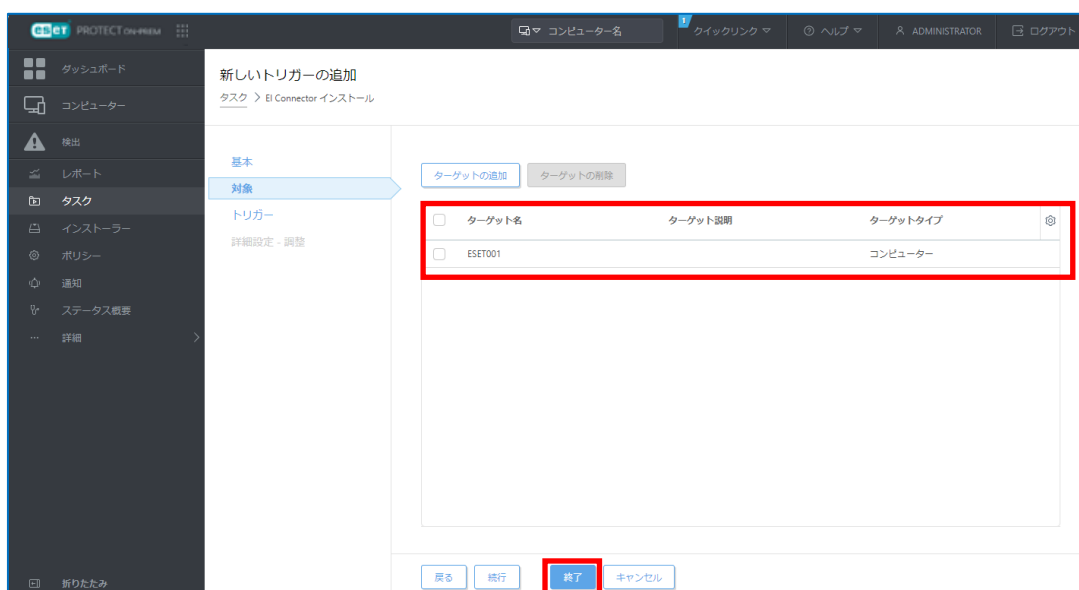 eset PROTECT ON-PREM
コンピューター名
クイックリンク
ヘルプ
ADMINISTRATOR
ログアウト
ダッシュボード
コンピューター
検出
レポート
タスク
インストーラー
ポリシー
通知
ステータス概要
詳細
折りたたみ
新しいトリガーの追加
タスク > EI Connector インストール
基本
対象
トリガー
詳細設定 - 調整
ターゲットの追加 ターゲットの削除
ターゲット名 ターゲット説明 ターゲットタイプ
ESET001 コンピューター
戻る 続行 終了 キャンセル